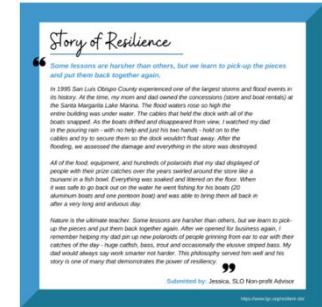 Story of Resilience
Some lessons are harsher than others, but we learn to pick-up the pieces
and put them back together again.
In 1995 San Luis Obispo County experienced one of the largest storms and flood events in
its history. At the time, my mom and dad owned the concessions (store and boat rentals) at
the Santa Margarita Lake Marina. The flood waters rose so high the
entire building was under water. The cables that held the dock with all of the
boats snapped. As the boats drifted and disappeared from view, I watched my dad
in the pouring rain - with no help and just his two hands - hold on to the
cables and try to secure them so the dock wouldn't float away. After the
flooding, we assessed the damage and everything in the store was destroyed.
All of the food, equipment, and hundreds of polaroids that my dad displayed of
people with their prize catches over the years swirled around the store like a
tsunami in a fish bowl. Everything was soaked and littered on the floor. When
it was safe to go back out on the water he went fishing for his boats (20
aluminum boats and one pontoon boat) and was able to bring them all back in
after a very long and arduous day.
Nature is the ultimate teacher. Some lessons are harsher than others, but we learn to pick-
up the pieces and put them back together again. After we opened for business again, I
remember helping my dad pin up new polaroids of people grinning from ear to ear with their
catches of the day - huge catfish, bass, trout and occasionally the elusive striped bass. My
dad would always say work smarter not harder. This philosophy served him well and his
story is one of many that demonstrates the power of resiliency.
Submitted by: Jessica, SLO Non-profit Advisor